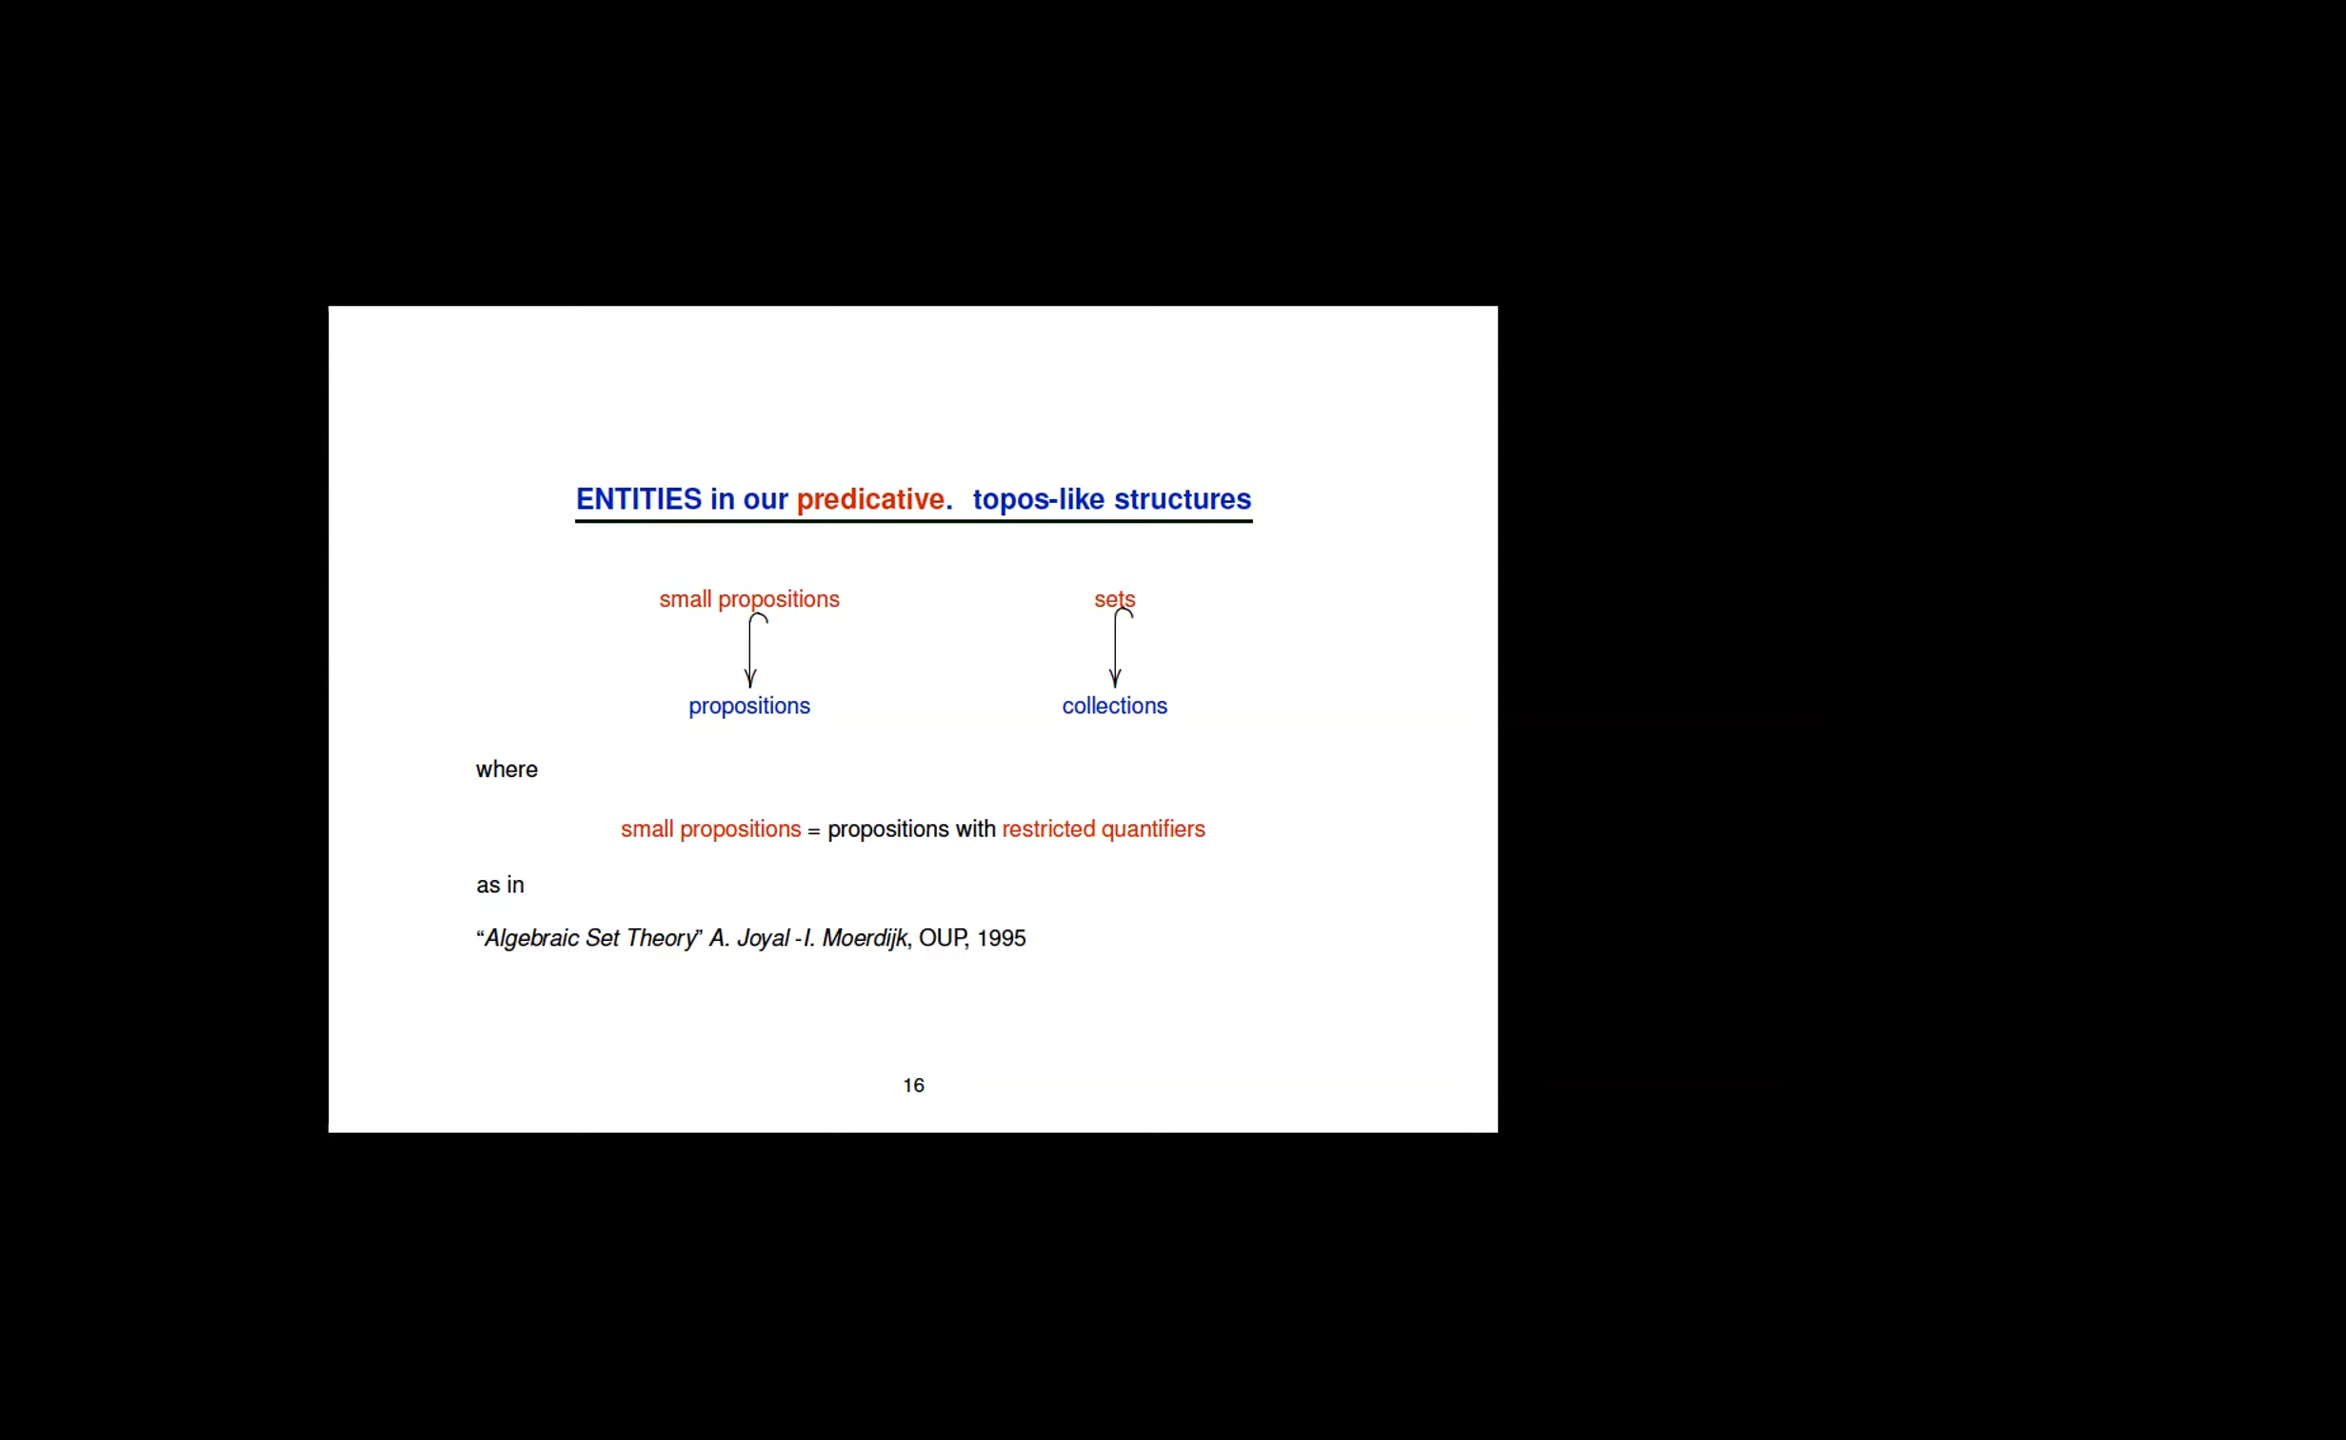 ENTITIES in our predicative. topos-like structures
small propositions sets
propositions collections
where
small propositions = propositions with restricted quantifiers
as in
“Algebraic Set Theory” A. Joyal -I. Moerdijk, OUP, 1995
16